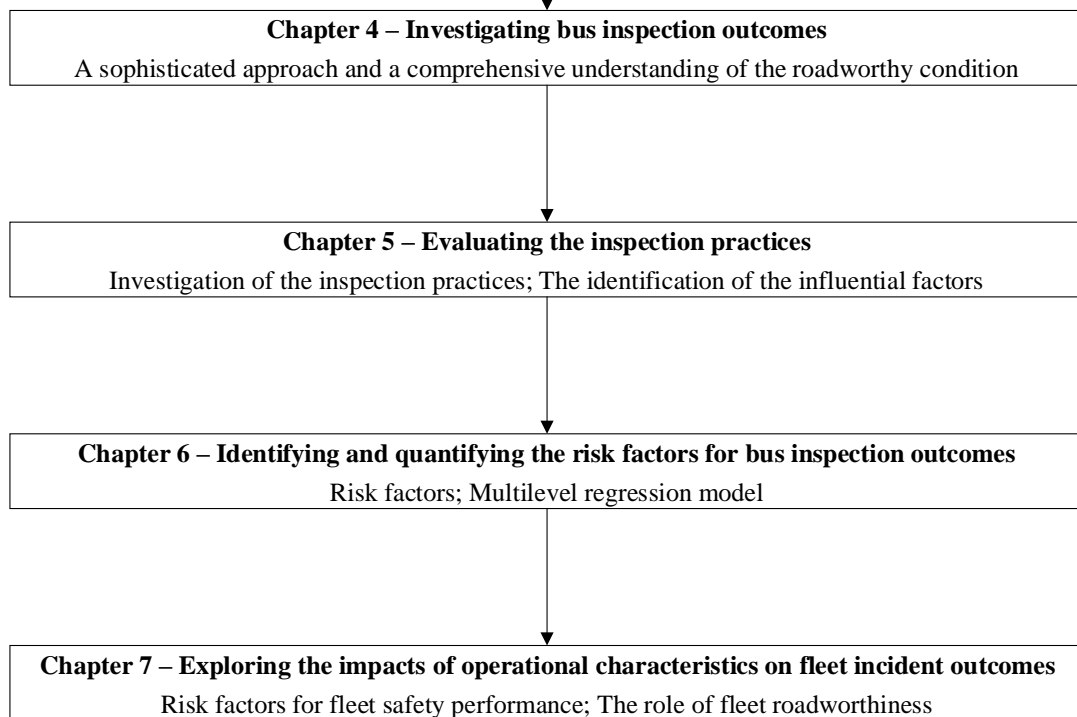 Chapter 4 – Investigating bus inspection outcomes
A sophisticated approach and a comprehensive understanding of the roadworthy condition
Chapter 5 – Evaluating the inspection practices
Investigation of the inspection practices; The identification of the influential factors
Chapter 6 – Identifying and quantifying the risk factors for bus inspection outcomes
Risk factors; Multilevel regression model
Chapter 7 – Exploring the impacts of operational characteristics on fleet incident outcomes
Risk factors for fleet safety performance; The role of fleet roadworthiness